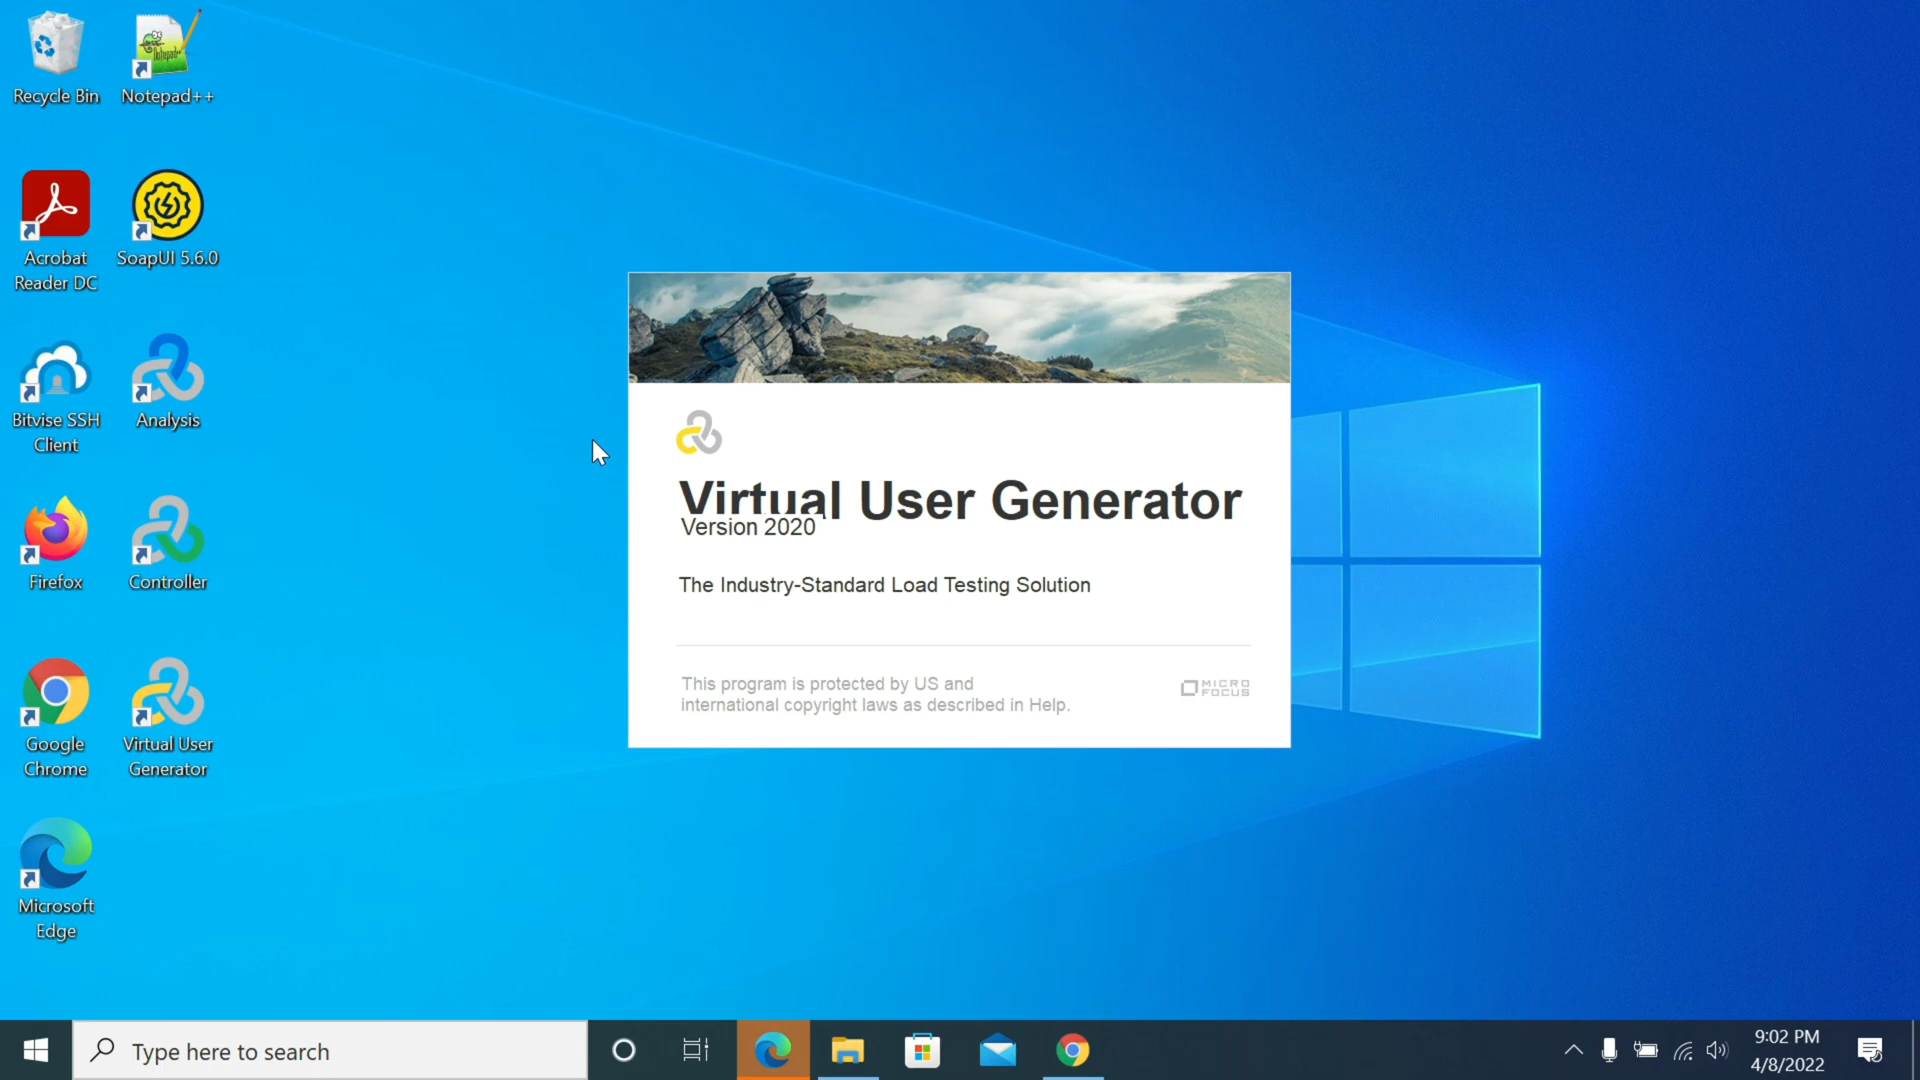 Recycle Bin
Notepad++
Acrobat
Reader DC
SoapUI 5.6.0
Bitvise SSH
Client
Analysis
Firefox
Controller
Google
Chrome
Virtual User
Generator
Microsoft
Edge
Virtual User Generator
Version 2020
The Industry-Standard Load Testing Solution
This program is protected by US and
international copyright laws as described in Help.
MICRO
FOCUS
Type here to search
9:02 PM
4/8/2022